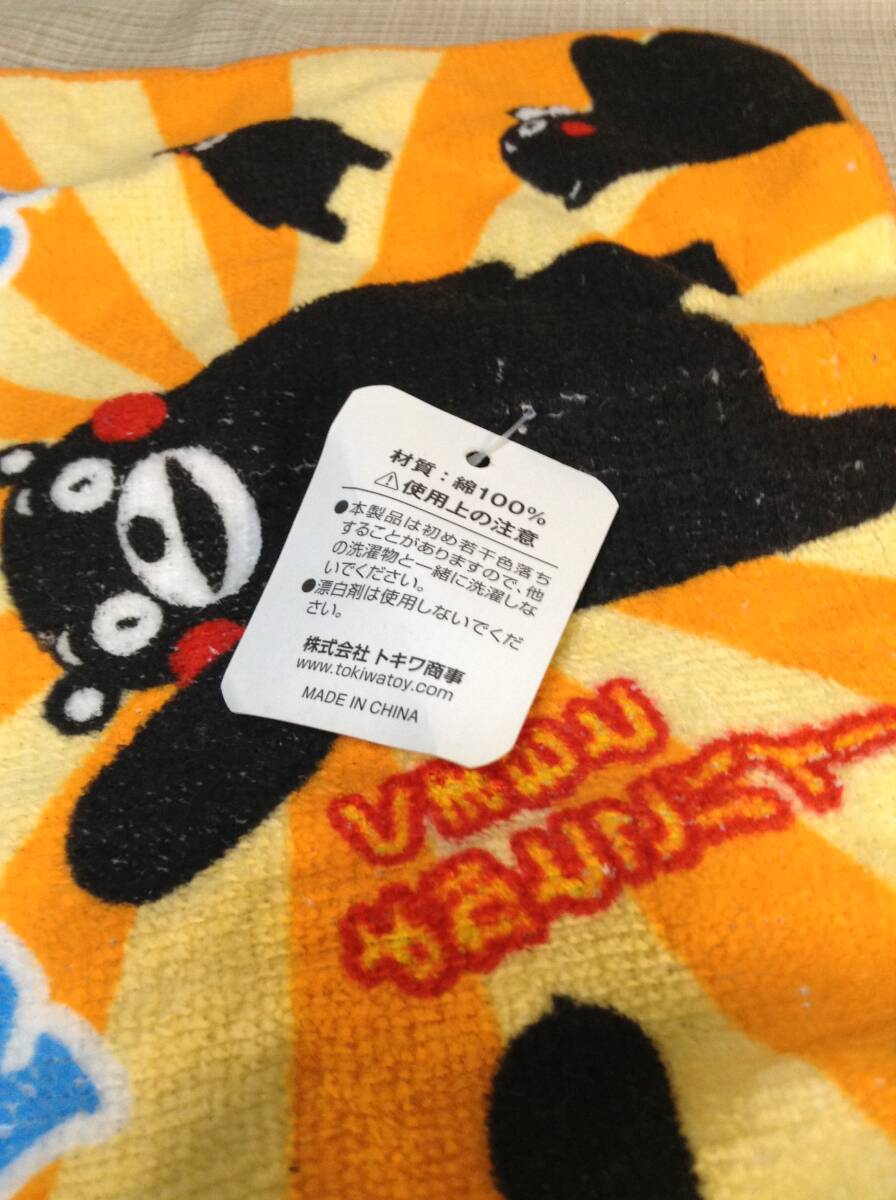 材質：綿100%
⚠使用上の注意
●本製品は初め若干色落ち
することがありますので、他
の洗濯物と一緒に洗濯しな
いでください。
●漂白剤は使用しないでくだ
さい。
株式会社 トキワ商事
www.tokiwatoy.com
MADE IN CHINA